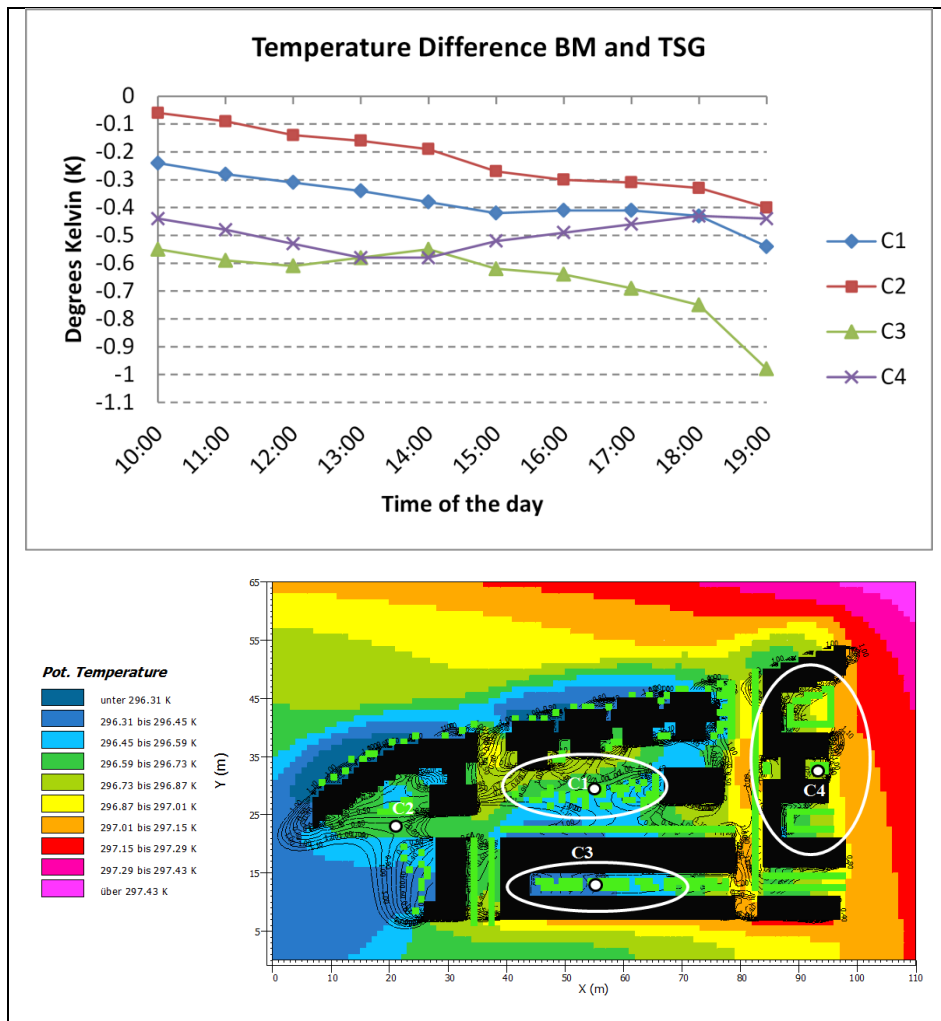 Temperature Difference BM and TSG
Degrees Kelvin (K)
0
-0.1
-0.2
-0.3
-0.4
-0.5
-0.6
-0.7
-0.8
-0.9
-1
-1.1
10:00 11:00 12:00 13:00 14:00 15:00 16:00 17:00 18:00 19:00
Time of the day
C1
C2
C3
C4
Pot. Temperature
unter 296.31 K
296.31 bis 296.45 K
296.45 bis 296.59 K
296.59 bis 296.73 K
296.73 bis 296.87 K
296.87 bis 297.01 K
297.01 bis 297.15 K
297.15 bis 297.29 K
297.29 bis 297.43 K
über 297.43 K
Y (m)
65
55
45
35
25
15
5
C1
C2
C3
C4
0 10 20 30 40 50 60 70 80 90 100 110
X (m)